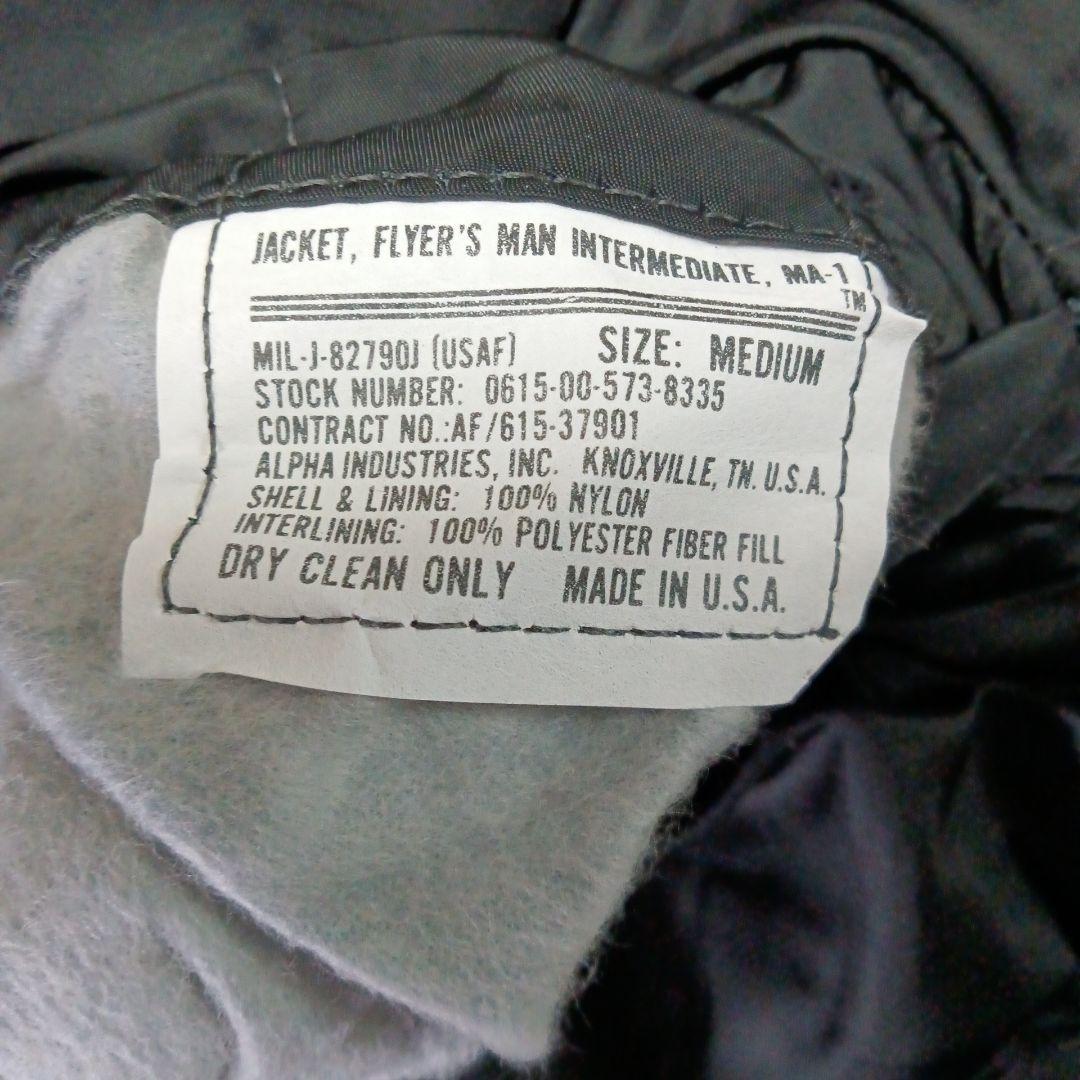 JACKET, FLYER'S MAN INTERMEDIATE, MA-1
TM
MIL-J-82790J (USAF) SIZE: MEDIUM
STOCK NUMBER: 0615-00-573-8335
CONTRACT NO.:AF/615-37901
ALPHA INDUSTRIES, INC. KNOXVILLE, TN. U.S.A.
SHELL & LINING: 100% NYLON
INTERLINING: 100% POLYESTER FIBER FILL
DRY CLEAN ONLY MADE IN U.S.A.